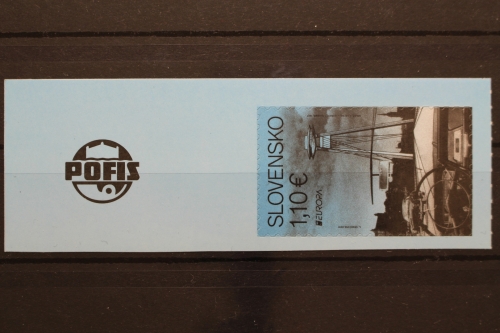 POFIS
SLOVENSKO
1,10 €
EUROPA